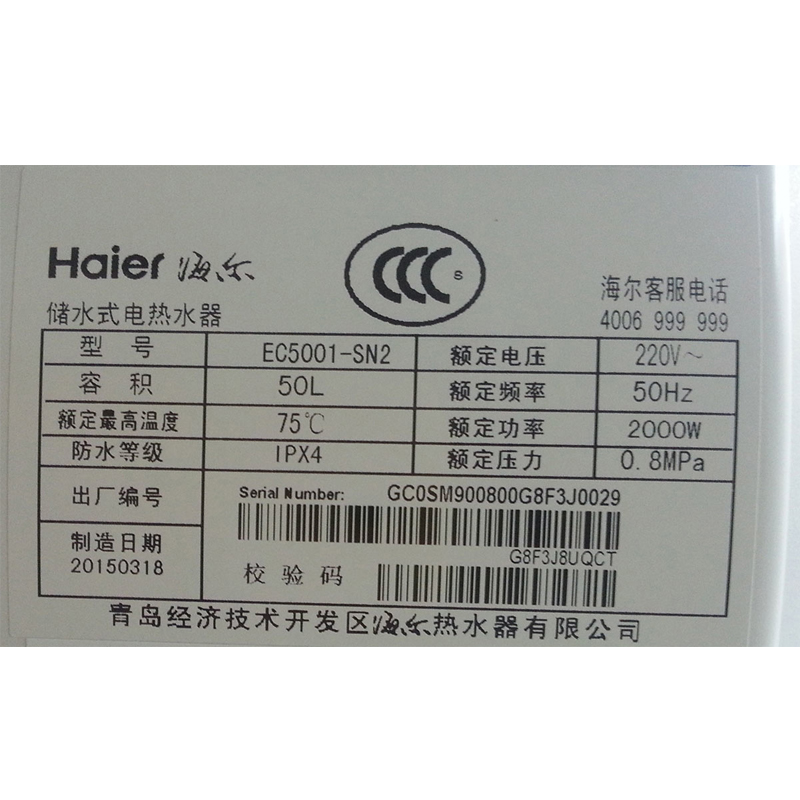 Haier 海尔
CCC S
海尔客服电话
储水式电热水器
4006 999 999
型 号 EC5001-SN2 额定电压 220V～
容 积 50L 额定频率 50Hz
额定最高温度 75℃ 额定功率 2000W
防水等级 IPX4 额定压力 0.8MPa
出厂编号 Serial Number: GC0SM900800G8F3J0029
制造日期
20150318
G8F3J8UQCT
校 验 码
青岛经济技术开发区海尔热水器有限公司